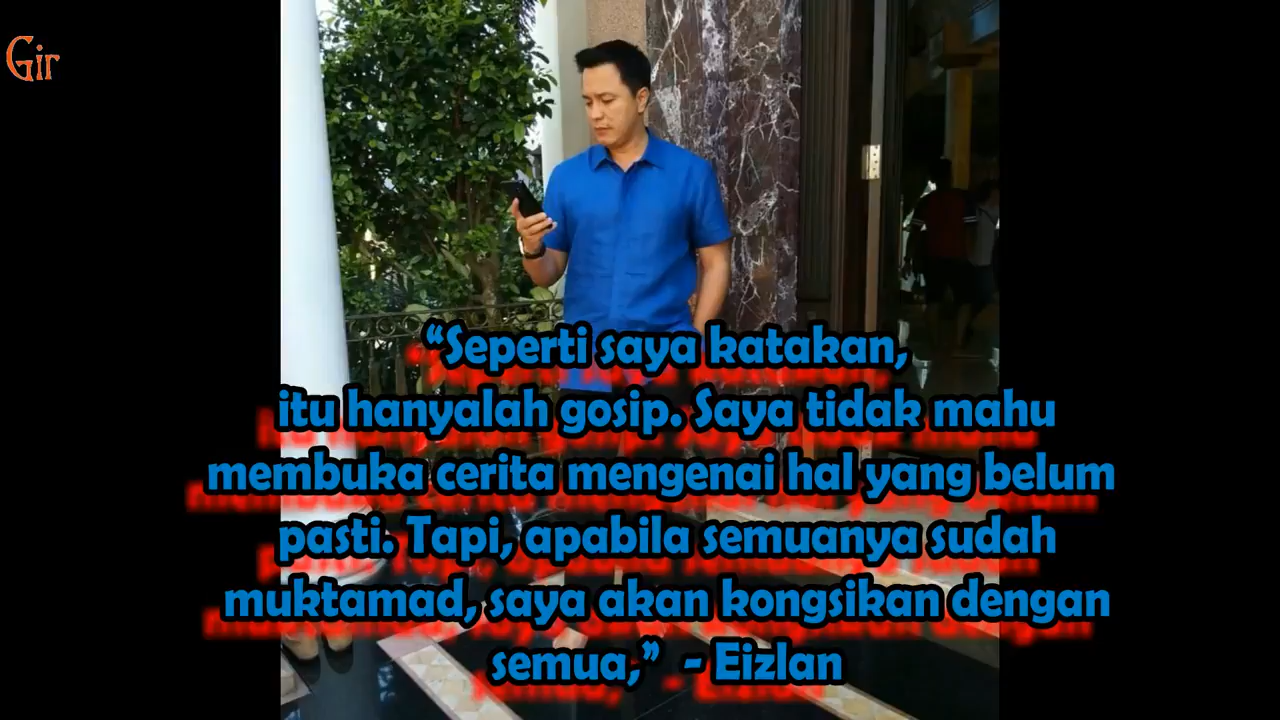 Gir
“Seperti saya katakan,
itu hanyalah gosip. Saya tidak mahu
membuka cerita mengenai hal yang belum
pasti. Tapi, apabila semuanya sudah
muktamad, saya akan kongsikan dengan
semua,” - Eizlan